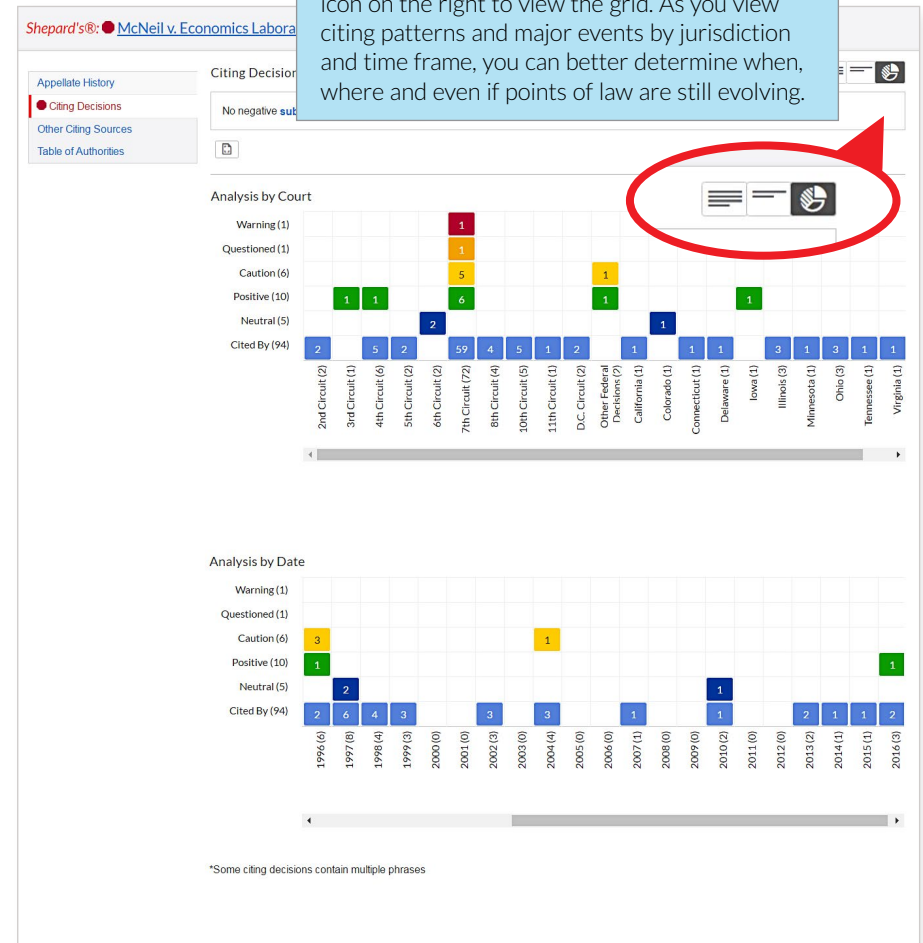 icon on the right to view the grid. As you view
citing patterns and major events by jurisdiction
and time frame, you can better determine when,
where and even if points of law are still evolving.
Shepard's®: McNeil v. Economics Labora
Appellate History
Citing Decisions
Other Citing Sources
Table of Authorities
Citing Decision
No negative sub
Analysis by Court
Warning (1)
1
Questioned (1)
1
Caution (6)
5 1
Positive (10)
1 1 6 1 1
Neutral (5)
2 1
Cited By (94)
2 5 2 59 4 5 1 2 1 1 1 3 1 3 1 1
2nd Circuit (2)
3rd Circuit (1)
4th Circuit (6)
5th Circuit (2)
6th Circuit (2)
7th Circuit (72)
8th Circuit (4)
10th Circuit (5)
11th Circuit (1)
D.C. Circuit (2)
Other Federal
Decisions (2)
California (1)
Colorado (1)
Connecticut (1)
Delaware (1)
Iowa (1)
Illinois (3)
Minnesota (1)
Ohio (3)
Tennessee (1)
Virginia (1)
Analysis by Date
Warning (1)
Questioned (1)
Caution (6)
3 1
Positive (10)
1 1
Neutral (5)
2 1
Cited By (94)
2 6 4 3 3 3 1 1 2 1 1 2
1996 (6)
1997 (8)
1998 (4)
1999 (3)
2000 (0)
2001 (0)
2002 (3)
2003 (0)
2004 (4)
2005 (0)
2006 (0)
2007 (1)
2008 (0)
2009 (0)
2010 (2)
2011 (0)
2012 (0)
2013 (2)
2014 (1)
2015 (1)
2016 (3)
*Some citing decisions contain multiple phrases